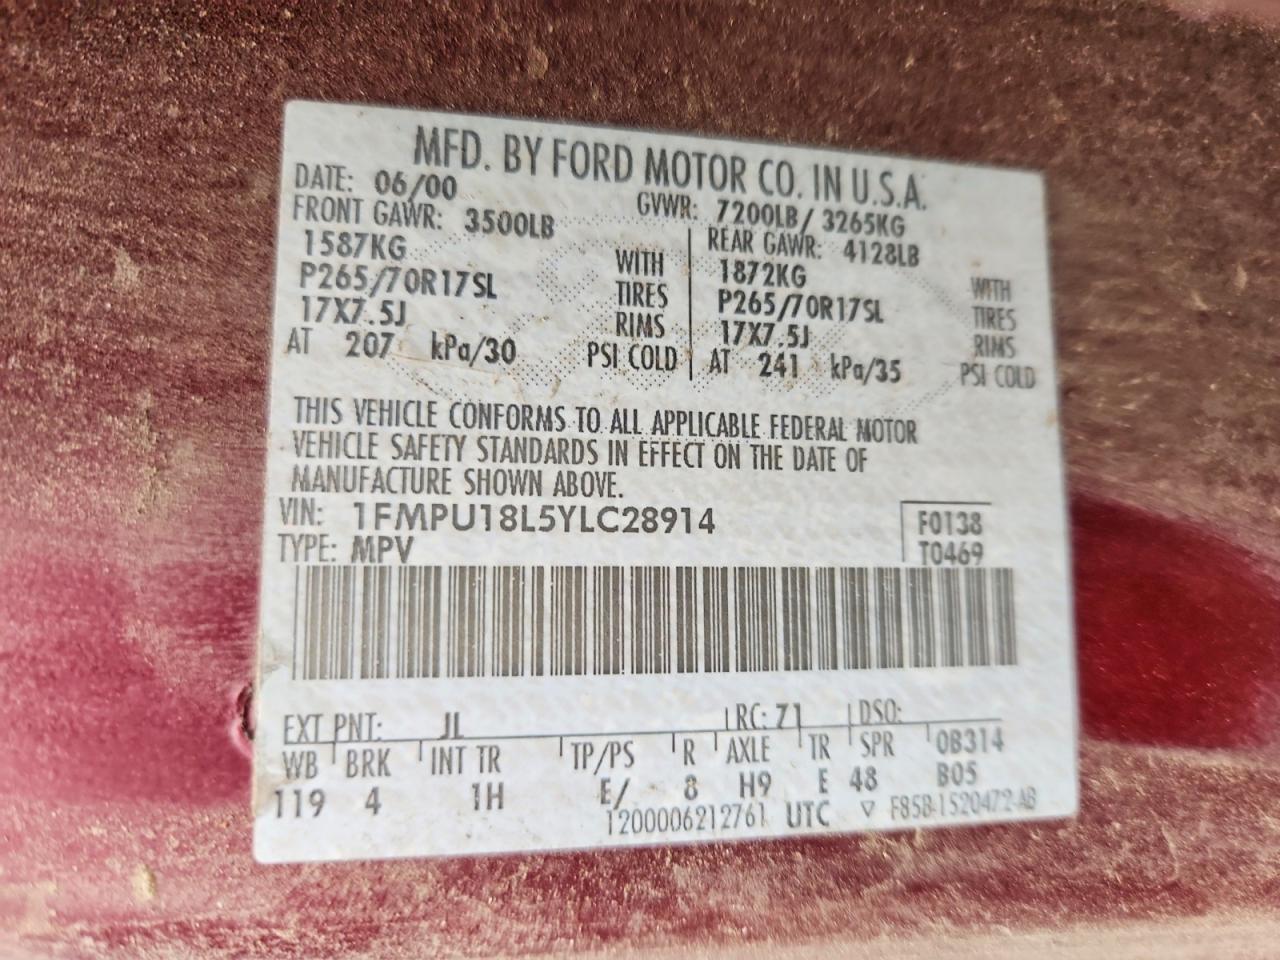 MFD. BY FORD MOTOR CO. IN U.S.A.
DATE: 06/00 GVWR: 7200LB/ 3265KG
FRONT GAWR: 3500LB REAR GAWR: 4128LB
1587KG WITH 1872KG WITH
P265/70R17SL TIRES P265/70R17SL TIRES
17X7.5J RIMS 17X7.5J RIMS
AT 207 kPa/30 PSI COLD AT 241 kPa/35 PSI COLD
THIS VEHICLE CONFORMS TO ALL APPLICABLE FEDERAL MOTOR
VEHICLE SAFETY STANDARDS IN EFFECT ON THE DATE OF
MANUFACTURE SHOWN ABOVE.
VIN: 1FMPU18L5YLC28914 F0138
TYPE: MPV T0469
EXT PNT: JL RC: 71 DSO:
WB BRK INT TR TP/PS R AXLE TR SPR 0B314
119 4 1H E/ 8 H9 E 48 B05
1200006212761 UTC ▽ F85B-1520472-AB